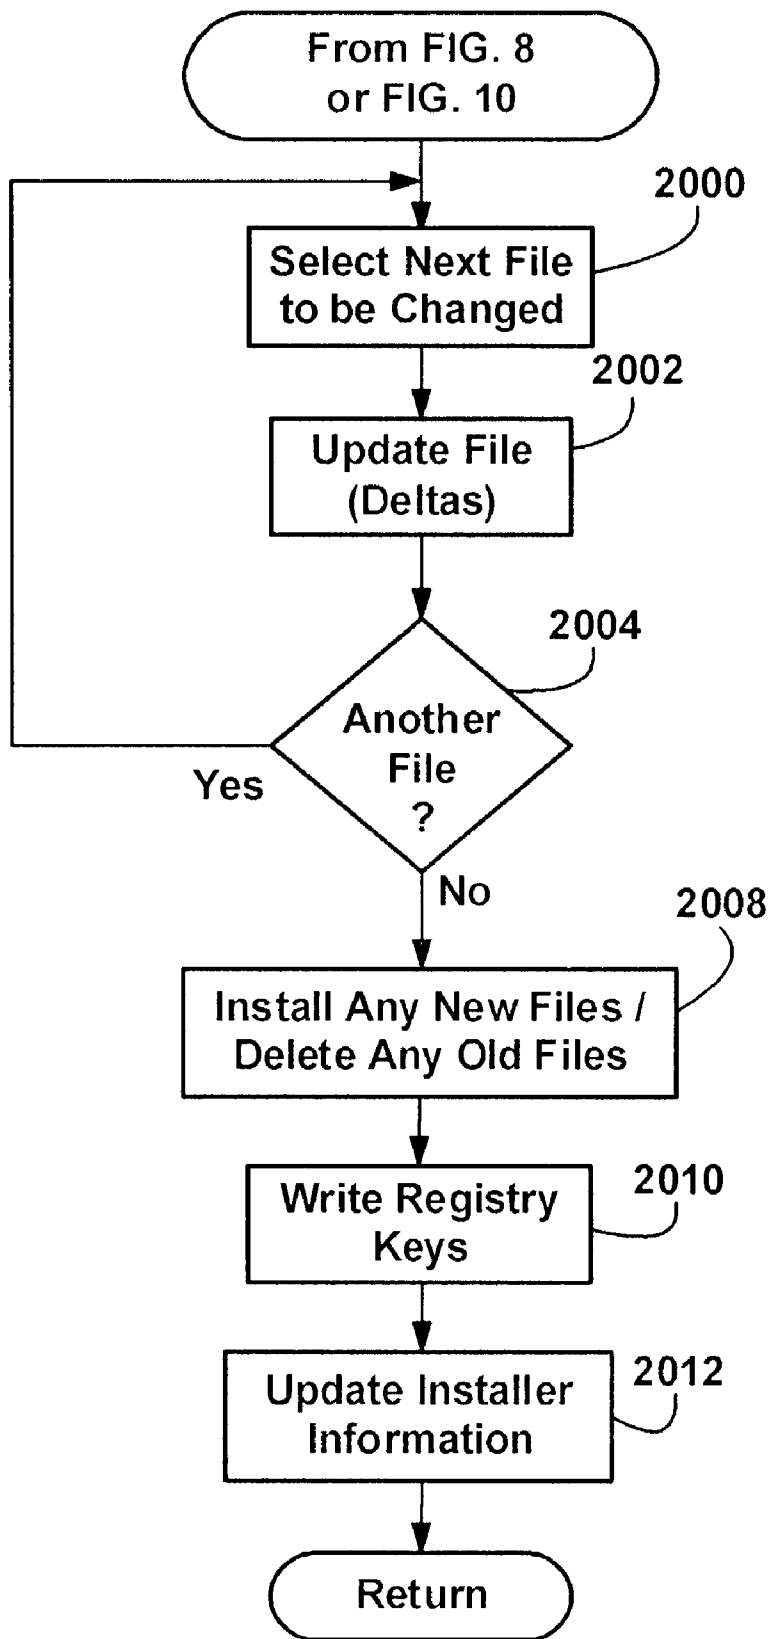 From FIG. 8
or FIG. 10
2000
Select Next File
to be Changed
2002
Update File
(Deltas)
2004
Another
File
?
Yes
No
2008
Install Any New Files /
Delete Any Old Files
2010
Write Registry
Keys
2012
Update Installer
Information
Return